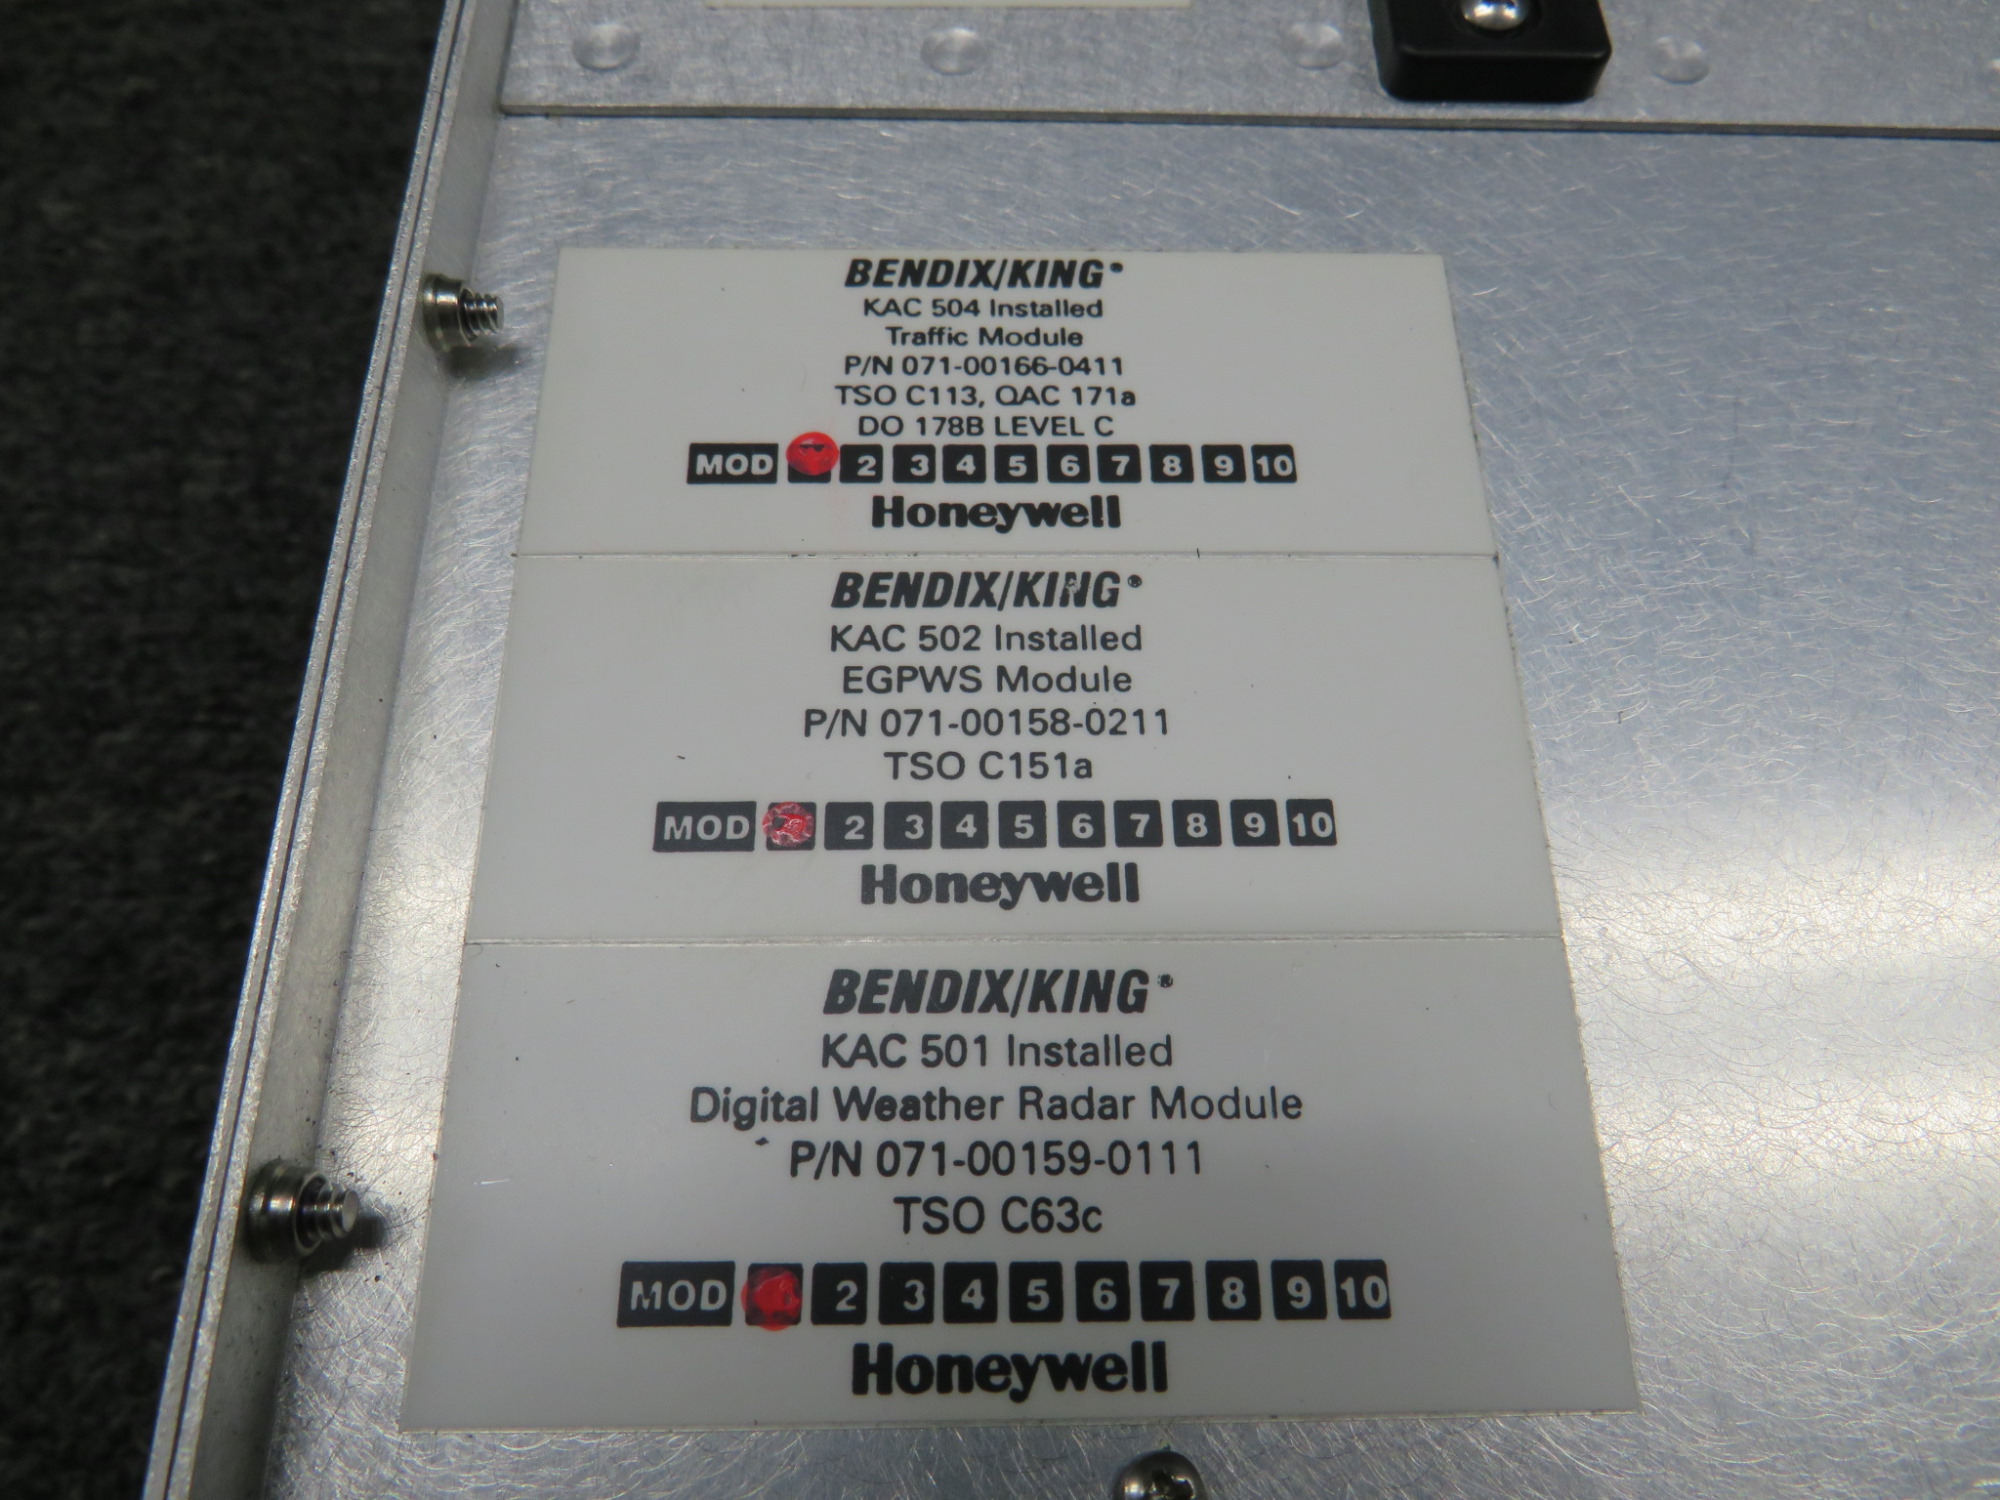 BENDIX/KING®
KAC 504 Installed
Traffic Module
P/N 071-00166-0411
TSO C113, QAC 171a
DO 178B LEVEL C
MOD 2 3 4 5 6 7 8 9 10
Honeywell
BENDIX/KING®
KAC 502 Installed
EGPWS Module
P/N 071-00158-0211
TSO C151a
MOD 2 3 4 5 6 7 8 9 10
Honeywell
BENDIX/KING®
KAC 501 Installed
Digital Weather Radar Module
P/N 071-00159-0111
TSO C63c
MOD 2 3 4 5 6 7 8 9 10
Honeywell